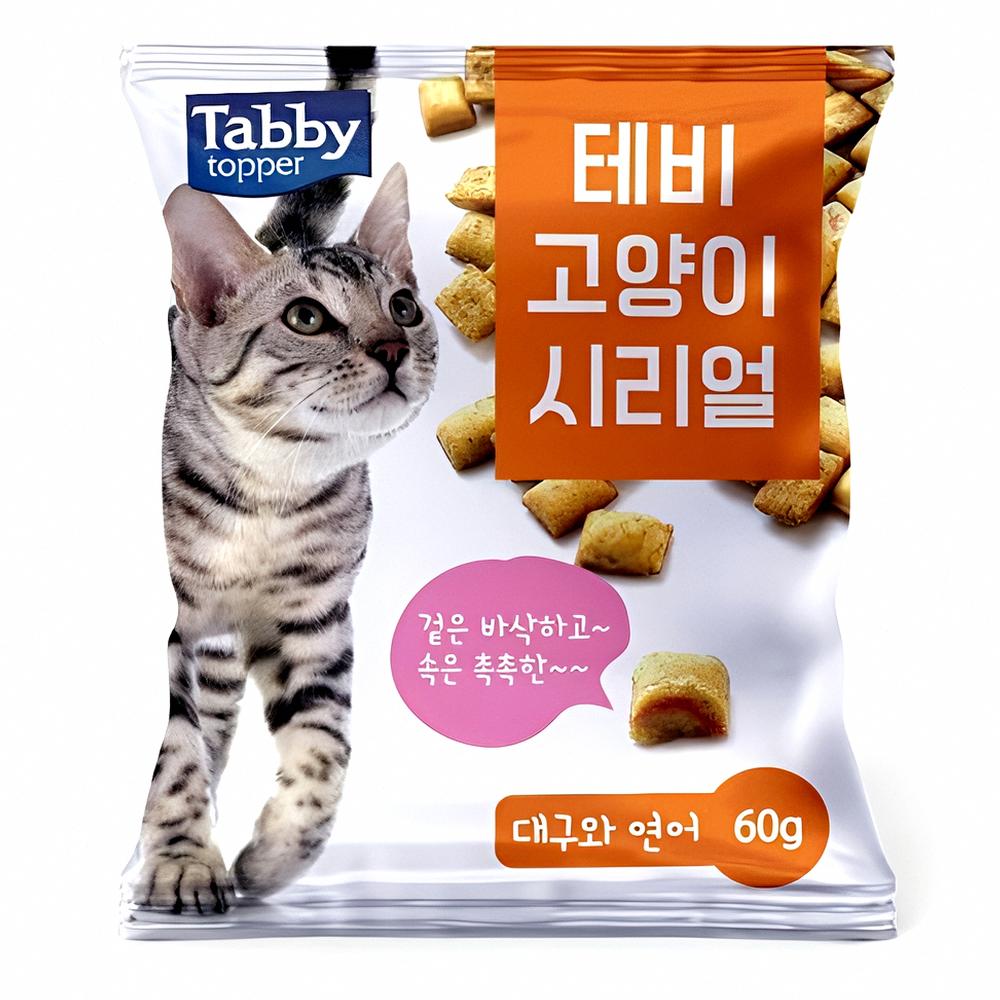 Tabby
topper
테비
고양이
시리얼
겉은 바삭하고~
속은 촉촉한~~
대구와 연어 60g